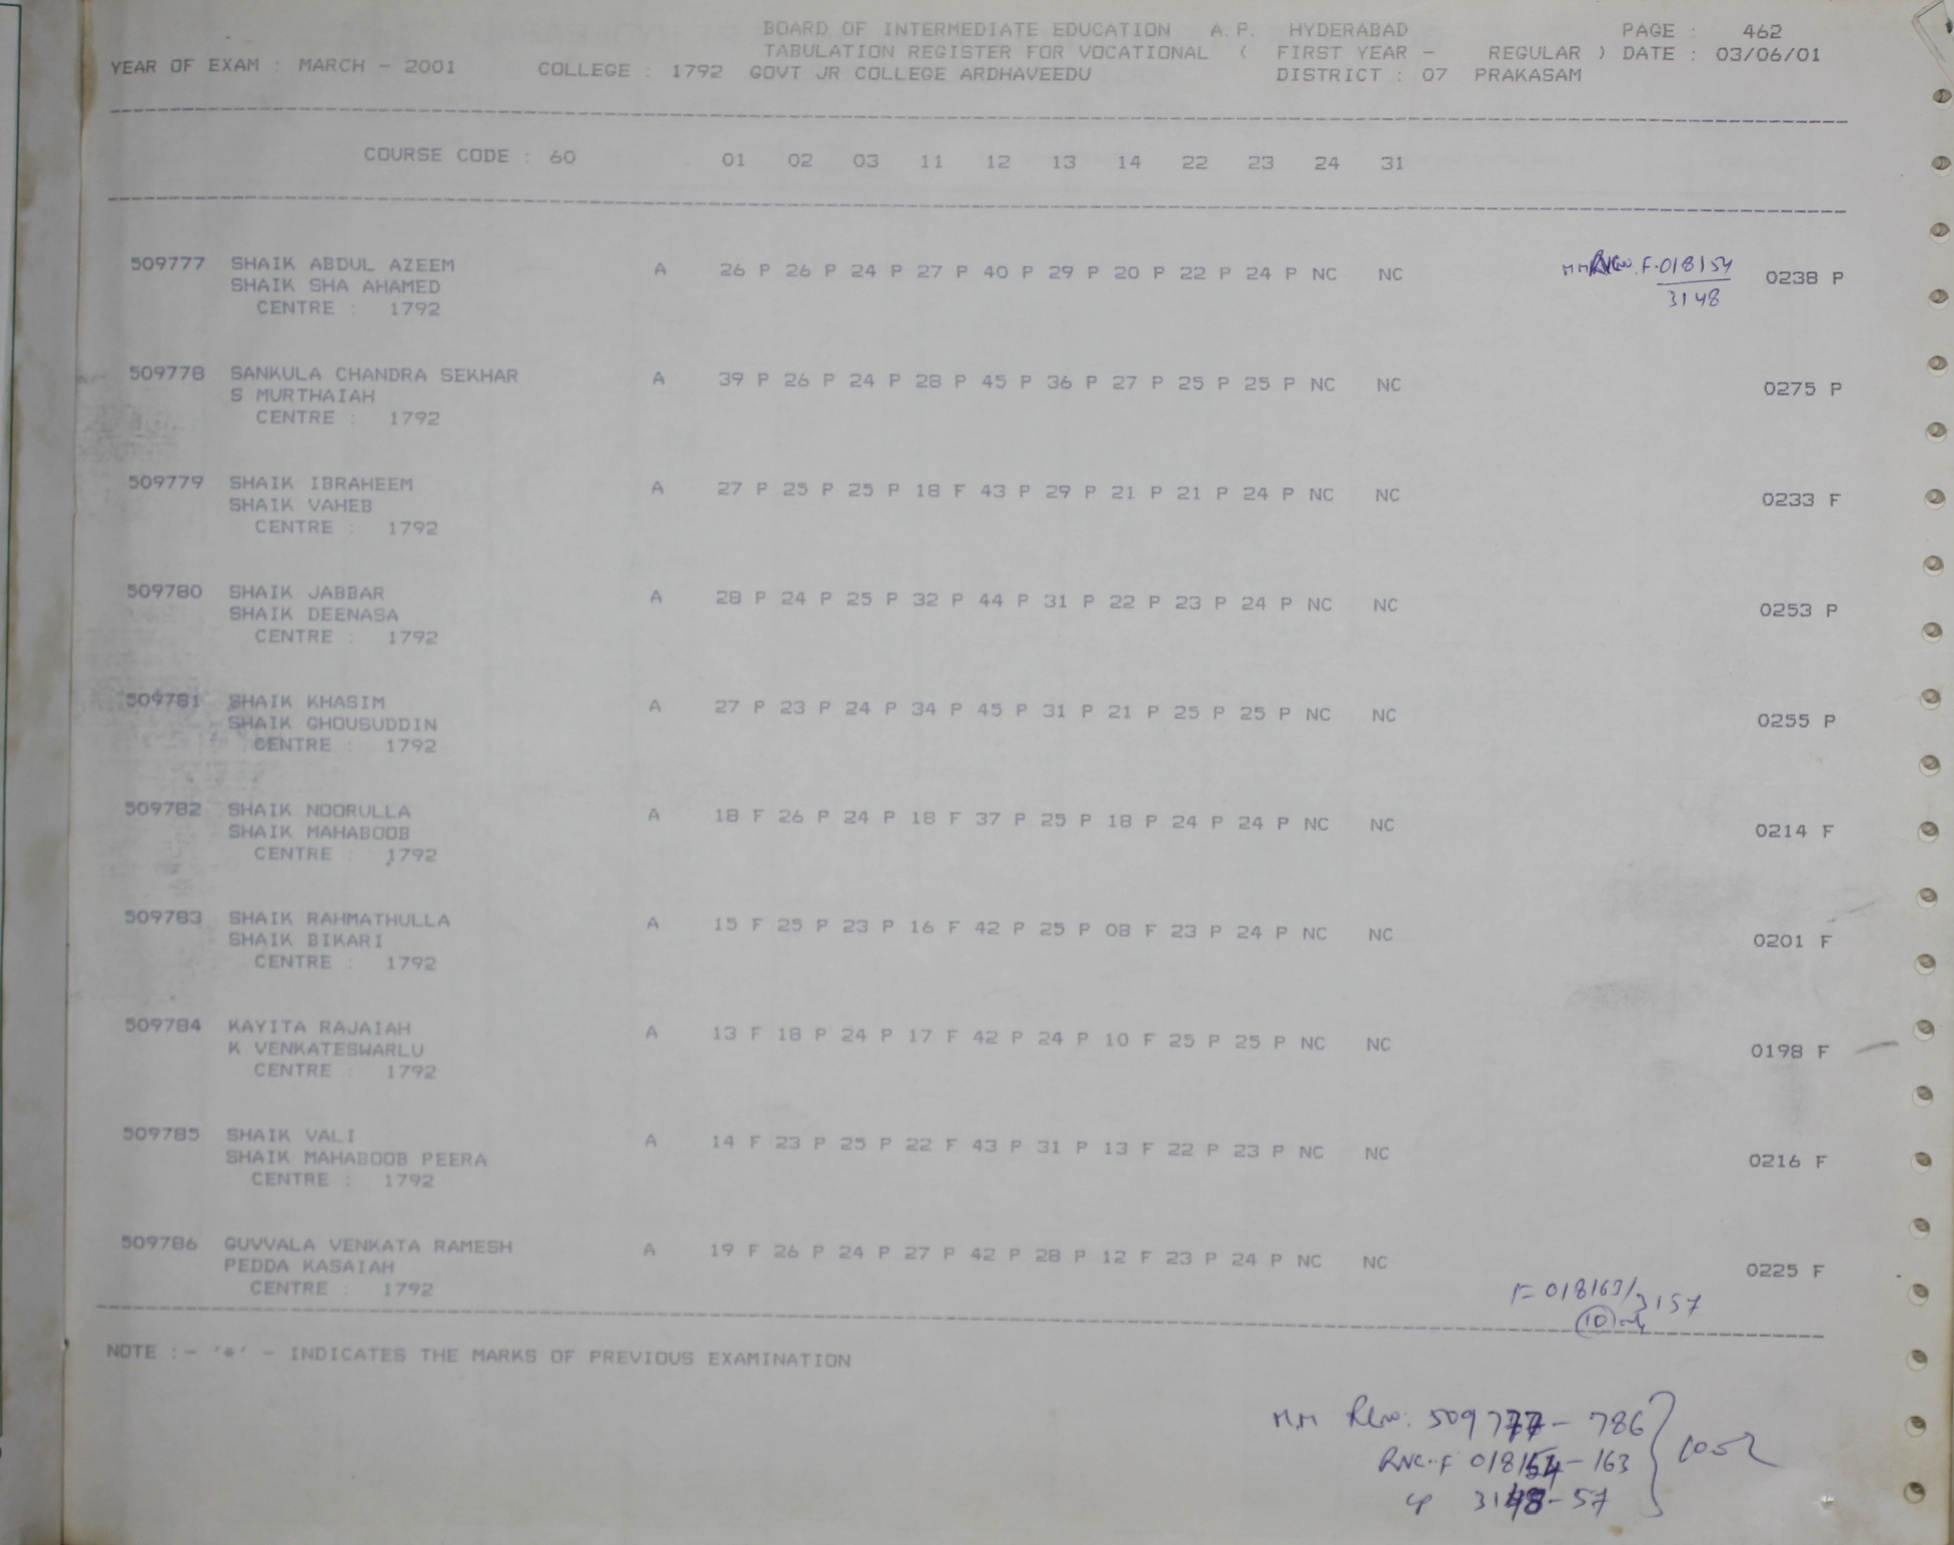 BOARD OF INTERMEDIATE EDUCATION A.P. HYDERABAD PAGE : 462
TABULATION REGISTER FOR VOCATIONAL ( FIRST YEAR - REGULAR ) DATE : 03/06/01
YEAR OF EXAM : MARCH - 2001 COLLEGE : 1792 GOVT JR COLLEGE ARDHAVEEDU DISTRICT : 07 PRAKASAM
COURSE CODE : 60 01 02 03 11 12 13 14 22 23 24 31
509777 SHAIK ABDUL AZEEM A 26 P 26 P 24 P 27 P 40 P 29 P 20 P 22 P 24 P NC NC F.018154 0238 P
SHAIK SHA AHAMED 3148
CENTRE : 1792
509778 SANKULA CHANDRA SEKHAR A 39 P 26 P 24 P 28 P 45 P 36 P 27 P 25 P 25 P NC NC 0275 P
S MURTHAIAH
CENTRE : 1792
509779 SHAIK IBRAHEEM A 27 P 25 P 25 P 18 F 43 P 29 P 21 P 21 P 24 P NC NC 0233 F
SHAIK VAHEB
CENTRE : 1792
509780 SHAIK JABBAR A 28 P 24 P 25 P 32 P 44 P 31 P 22 P 23 P 24 P NC NC 0253 P
SHAIK DEENASA
CENTRE : 1792
509781 SHAIK KHASIM A 27 P 23 P 24 P 34 P 45 P 31 P 21 P 25 P 25 P NC NC 0255 P
SHAIK GHOUSUDDIN
CENTRE : 1792
509782 SHAIK NOORULLA A 18 F 26 P 24 P 18 F 37 P 25 P 18 P 24 P 24 P NC NC 0214 F
SHAIK MAHABOOB
CENTRE : 1792
509783 SHAIK RAHMATHULLA A 15 F 25 P 23 P 16 F 42 P 25 P 08 F 23 P 24 P NC NC 0201 F
SHAIK BIKARI
CENTRE : 1792
509784 KAYITA RAJAIAH A 13 F 18 P 24 P 17 F 42 P 24 P 10 F 25 P 25 P NC NC 0198 F
K VENKATESWARLU
CENTRE : 1792
509785 SHAIK VALI A 14 F 23 P 25 P 22 F 43 P 31 P 13 F 22 P 23 P NC NC 0216 F
SHAIK MAHABOOB PEERA
CENTRE : 1792
509786 GUVVALA VENKATA RAMESH A 19 F 26 P 24 P 27 P 42 P 28 P 12 F 23 P 24 P NC NC 0225 F
PEDDA KASAIAH
CENTRE : 1792
F 018163/3157
10
NOTE :- '*' - INDICATES THE MARKS OF PREVIOUS EXAMINATION
509777 - 786
018154 - 163
3148 - 57